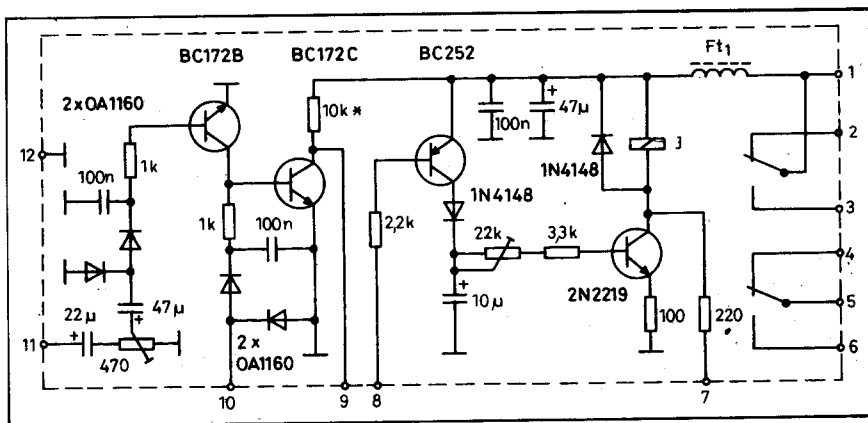 BC172B
BC172C
BC252
Ft1
1
2
3
4
5
6
7
8
9
10
11
12
2xOA1160
10k*
100n
47µ
1N4148
J
1k
100n
1k
100n
2,2k
1N4148
22k
3,3k
2N2219
100
220
10µ
47µ
22µ
470
2x
OA1160